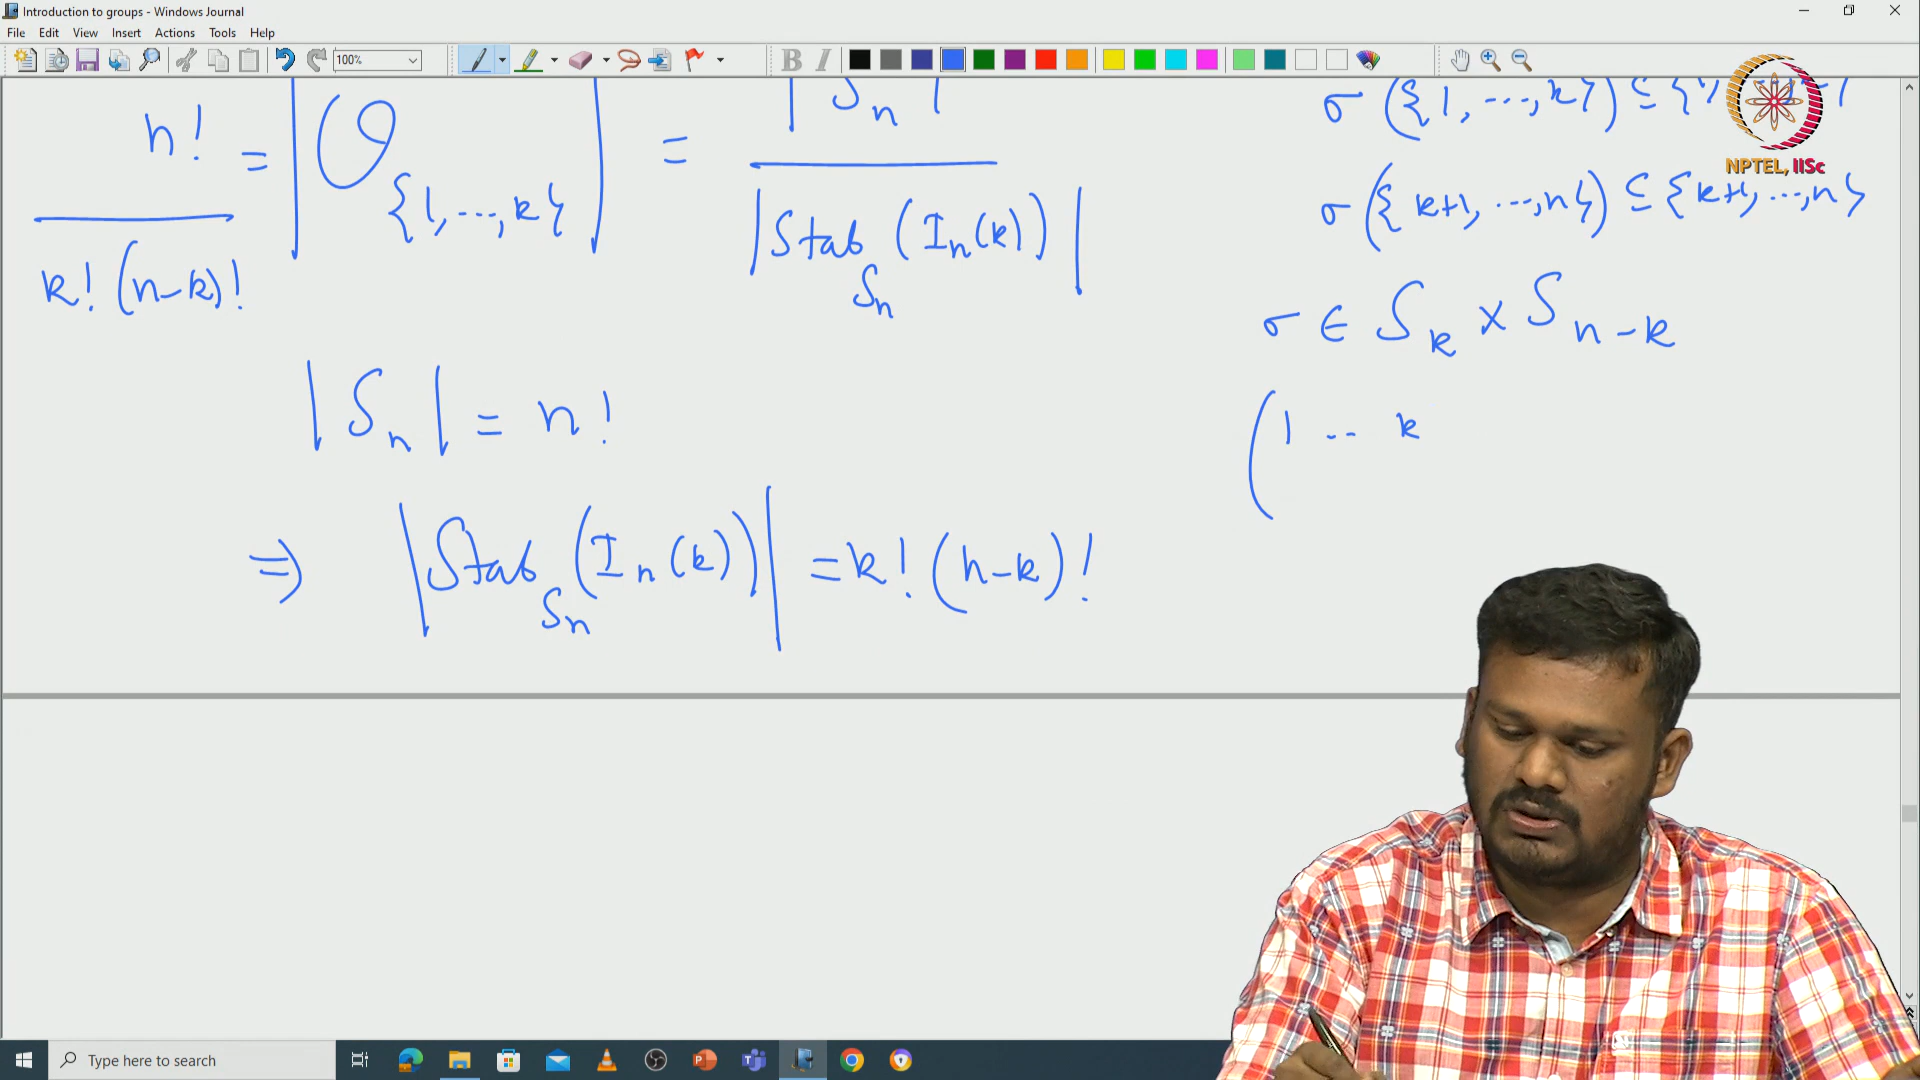 Introduction to groups - Windows Journal
File Edit View Insert Actions Tools Help
100%
B I
NPTEL, IISc
n! / k! (n-k)! = |O_{1, ..., k}| = |S_n| / |Stab_{S_n} (I_n(k))|
|S_n| = n!
⇒ |Stab_{S_n} (I_n(k))| = k! (n-k)!
σ ({1, ..., k}) ⊆ {1,
σ ({k+1, ..., n}) ⊆ {k+1, ..., n}
σ ∈ S_k × S_{n-k}
( 1 .. k
Type here to search